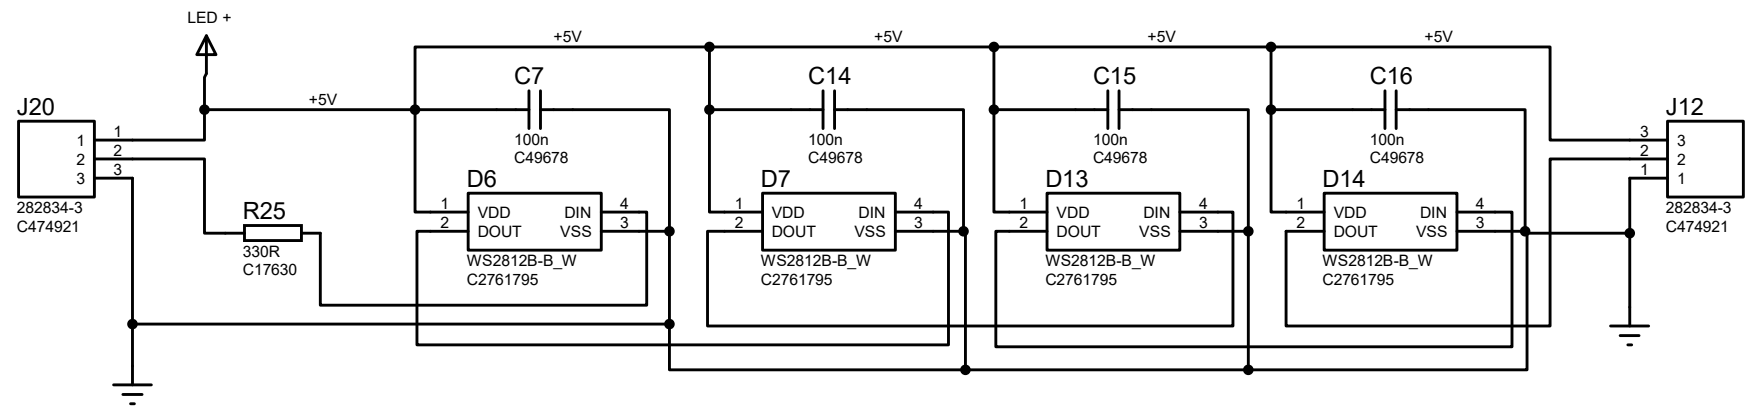 LED +
+5V
+5V
+5V
+5V
C7
C14
C15
C16
J20
+5V
J12
1
1
100n
C49678
100n
C49678
100n
C49678
100n
C49678
3
3
2
2
2
2
3
3
1
1
282834-3
C474921
282834-3
C474921
R25
330R
C17630
D6
1 VDD DIN 4
2 DOUT VSS 3
WS2812B-B_W
C2761795
D7
1 VDD DIN 4
2 DOUT VSS 3
WS2812B-B_W
C2761795
D13
1 VDD DIN 4
2 DOUT VSS 3
WS2812B-B_W
C2761795
D14
1 VDD DIN 4
2 DOUT VSS 3
WS2812B-B_W
C2761795